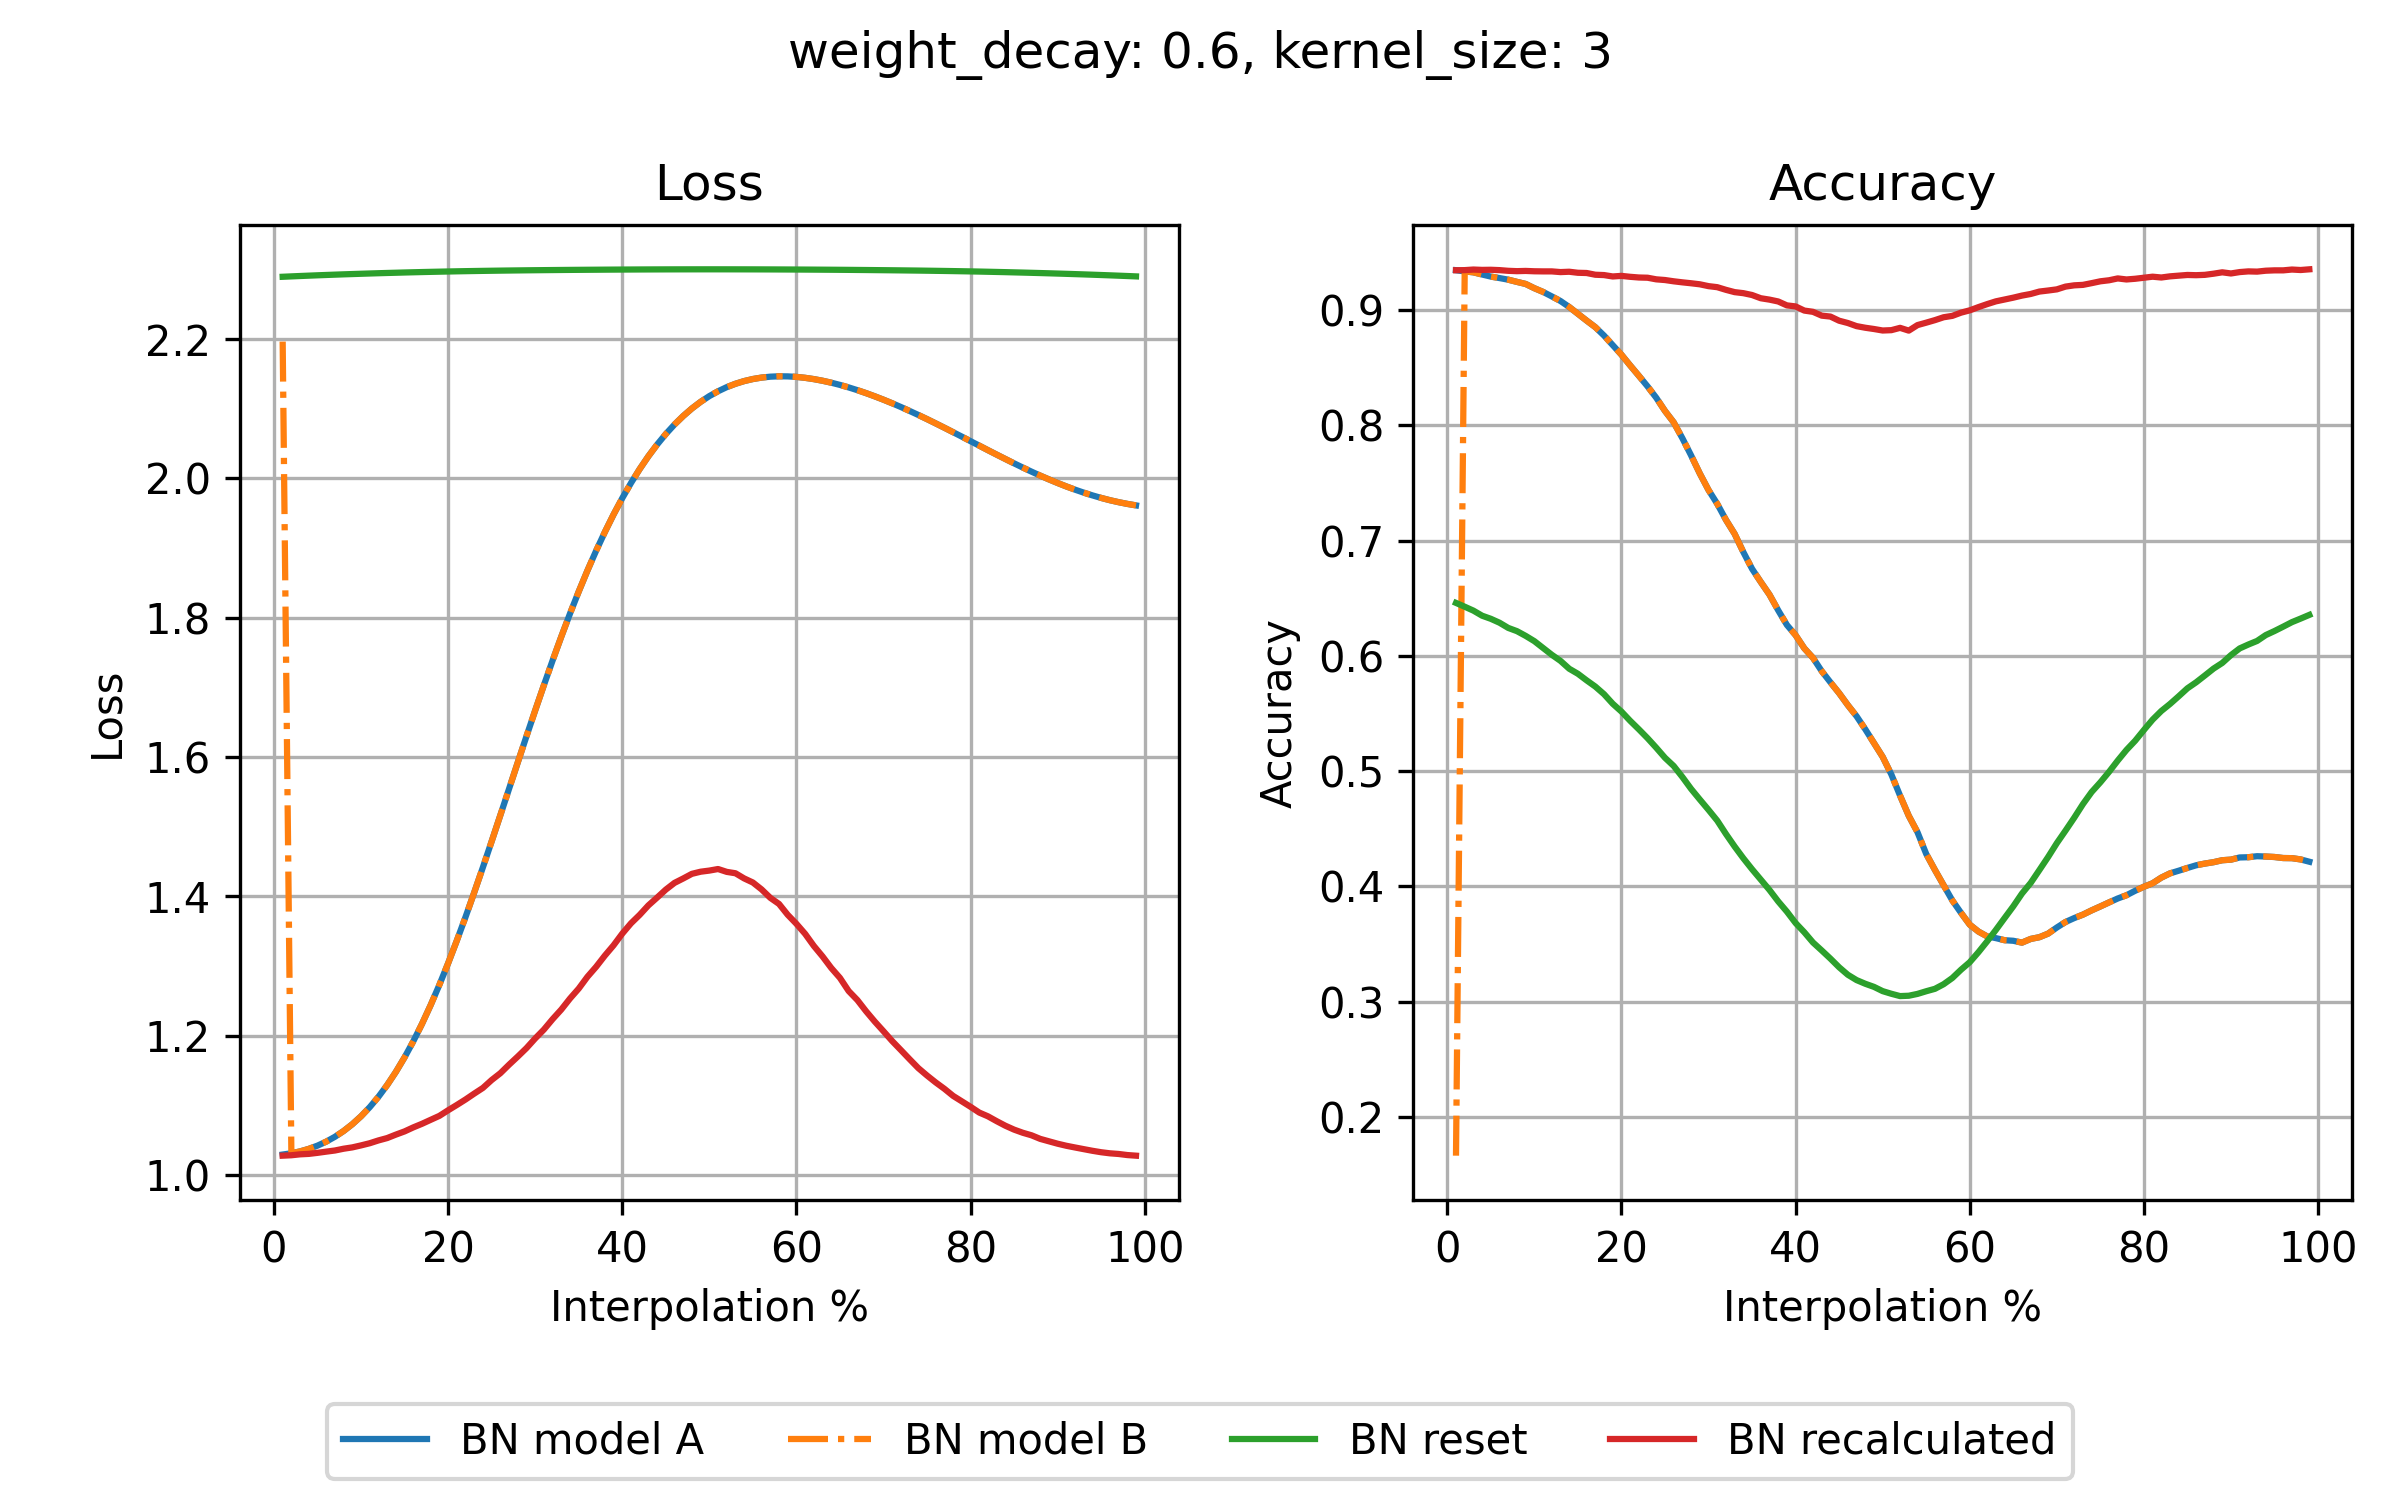 weight_decay: 0.6, kernel_size: 3
Loss
Loss
2.2
2.0
1.8
1.6
1.4
1.2
1.0
0 20 40 60 80 100
Interpolation %
Accuracy
Accuracy
0.9
0.8
0.7
0.6
0.5
0.4
0.3
0.2
0 20 40 60 80 100
Interpolation %
BN model A BN model B BN reset BN recalculated